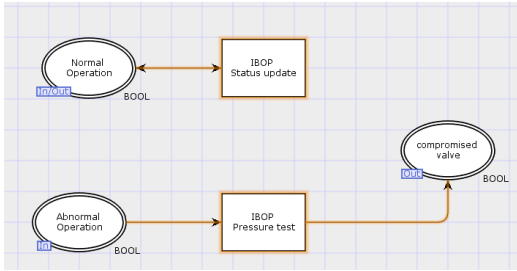 Normal
Operation
In/Out
BOOL
IBOP
Status update
compromised
valve
Out
BOOL
Abnormal
Operation
In
BOOL
IBOP
Pressure test